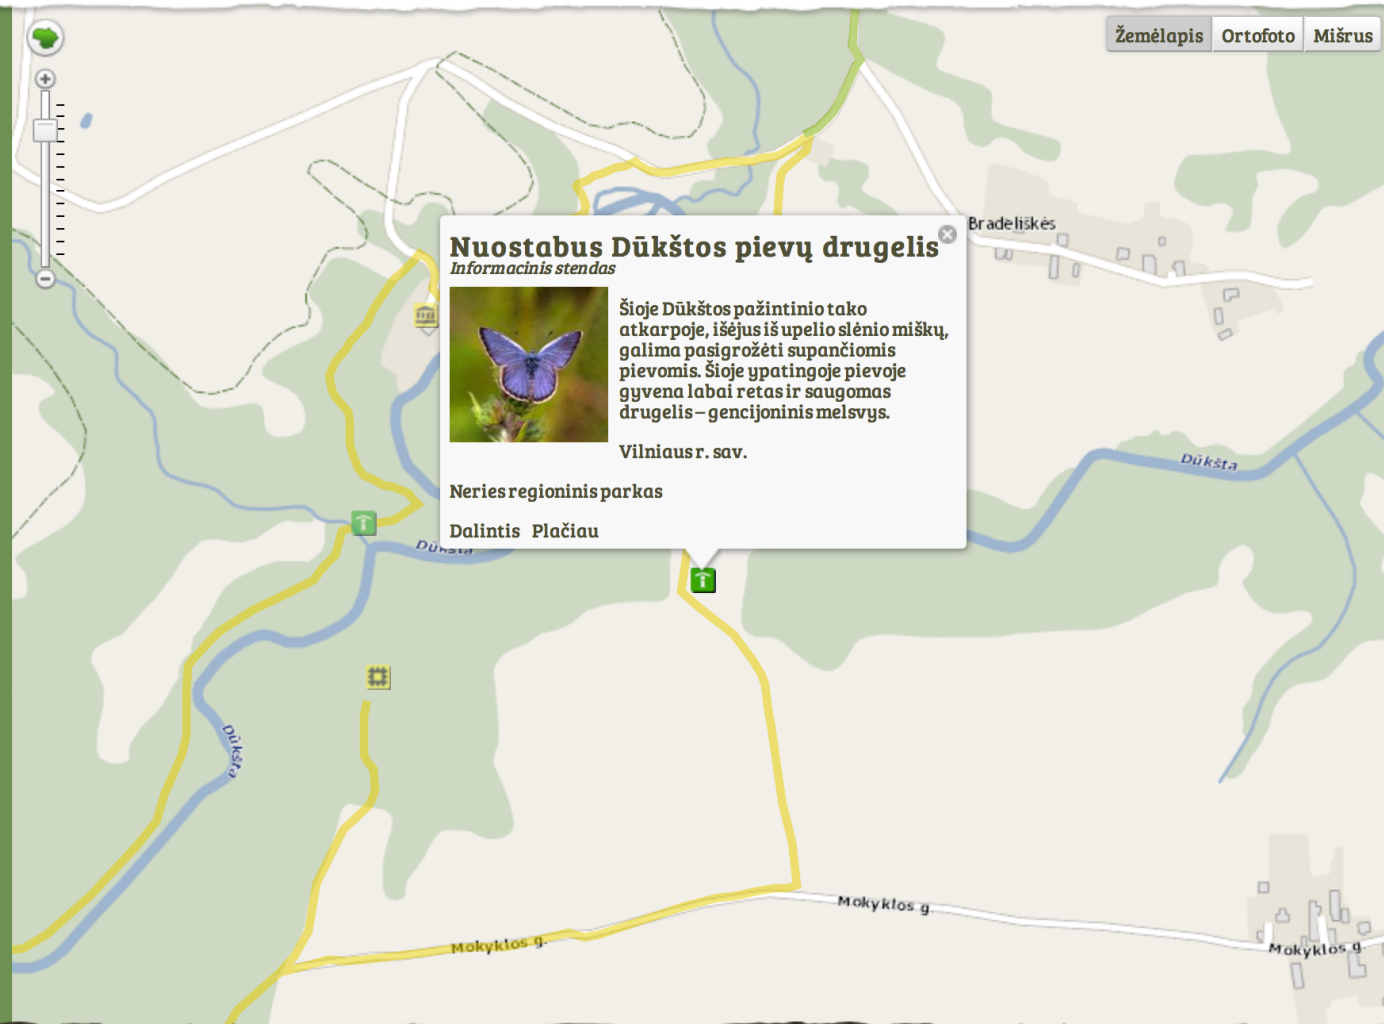 Žemėlapis Ortofoto Mišrus
Bradeliškės
Nuostabus Dūkštos pievų drugelis
Informacinis stendas
Šioje Dūkštos pažintinio tako
atkarpoje, išėjus iš upelio slėnio miškų,
galima pasigrožėti supančiomis
pievomis. Šioje ypatingoje pievoje
gyvena labai retas ir saugomas
drugelis – gencijoninis melsvys.
Vilniaus r. sav.
Neries regioninis parkas
Dalintis Plačiau
Dūkšta
Dūkšta
Dūkšta
Mokyklos g.
Mokyklos g.
Mokyklos g.